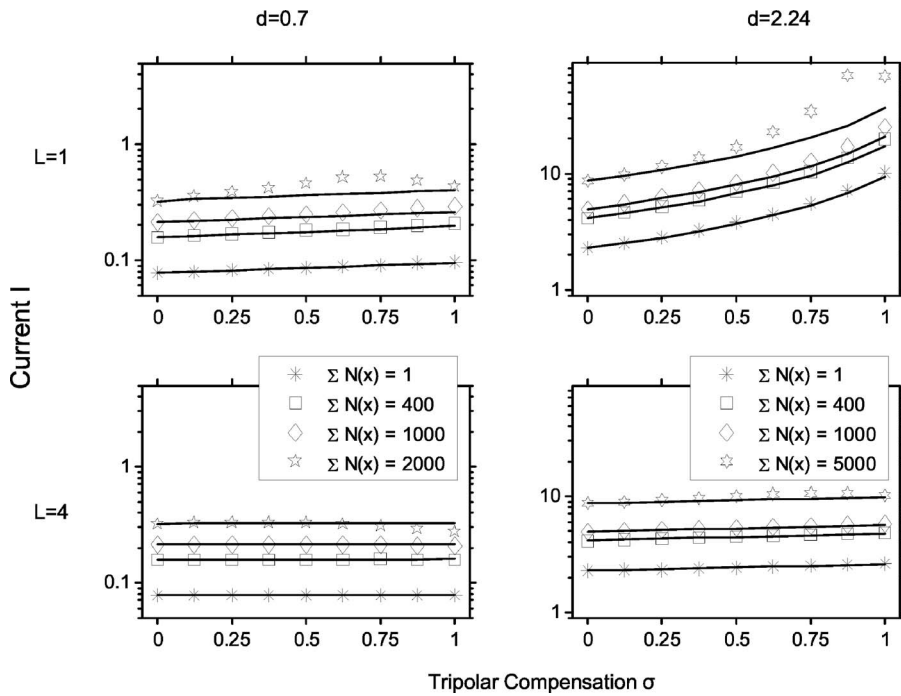 d=0.7
d=2.24
Current I
L=1
1
0.1
0 0.25 0.5 0.75 1
10
1
0 0.25 0.5 0.75 1
L=4
1
0.1
Σ N(x) = 1
Σ N(x) = 400
Σ N(x) = 1000
Σ N(x) = 2000
0 0.25 0.5 0.75 1
10
1
Σ N(x) = 1
Σ N(x) = 400
Σ N(x) = 1000
Σ N(x) = 5000
0 0.25 0.5 0.75 1
Tripolar Compensation σ